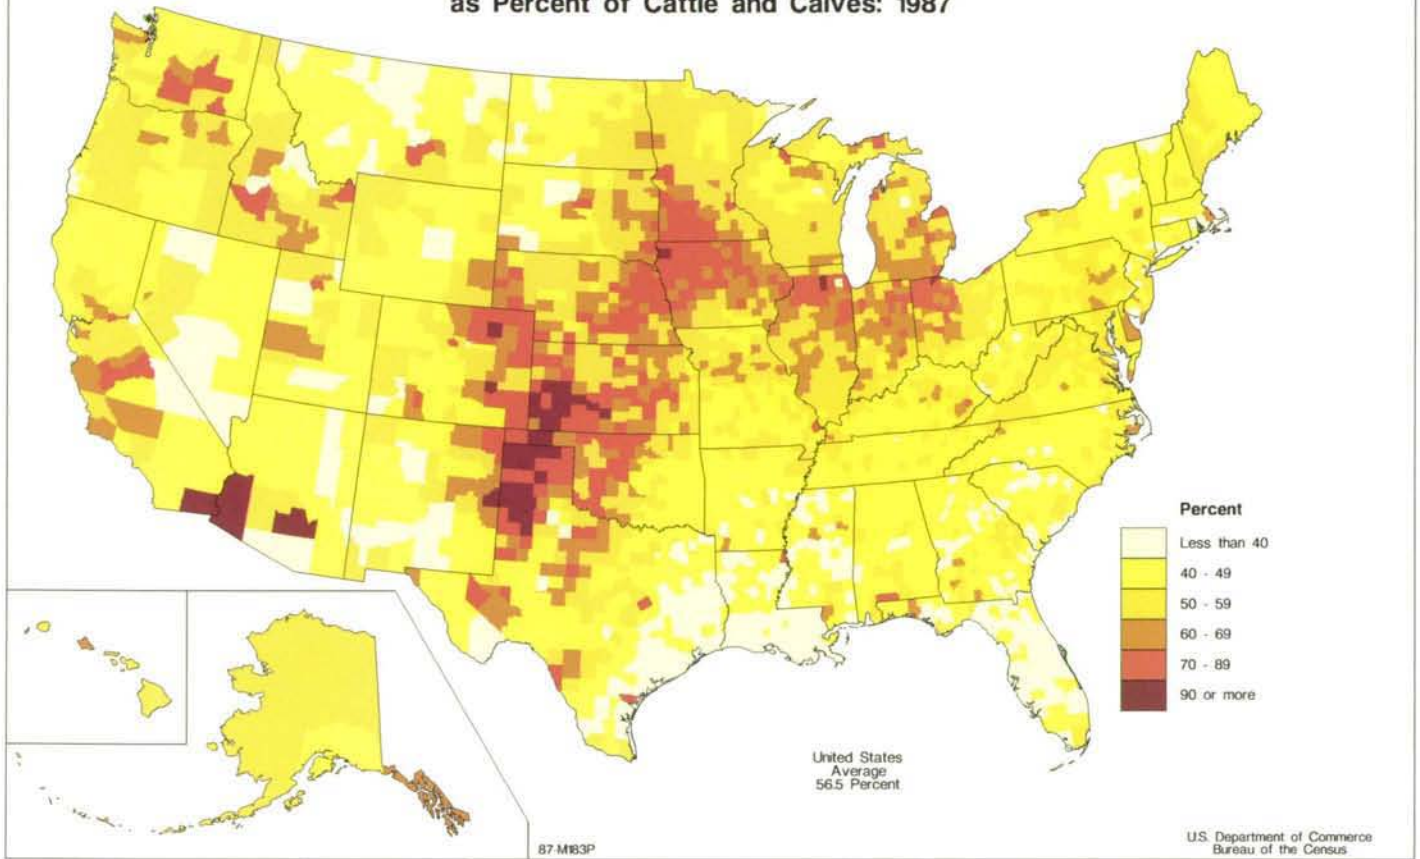 as Percent of Cattle and Calves: 1987
Percent
Less than 40
40 - 49
50 - 59
60 - 69
70 - 89
90 or more
United States
Average
56.5 Percent
87-M183P
U.S. Department of Commerce
Bureau of the Census